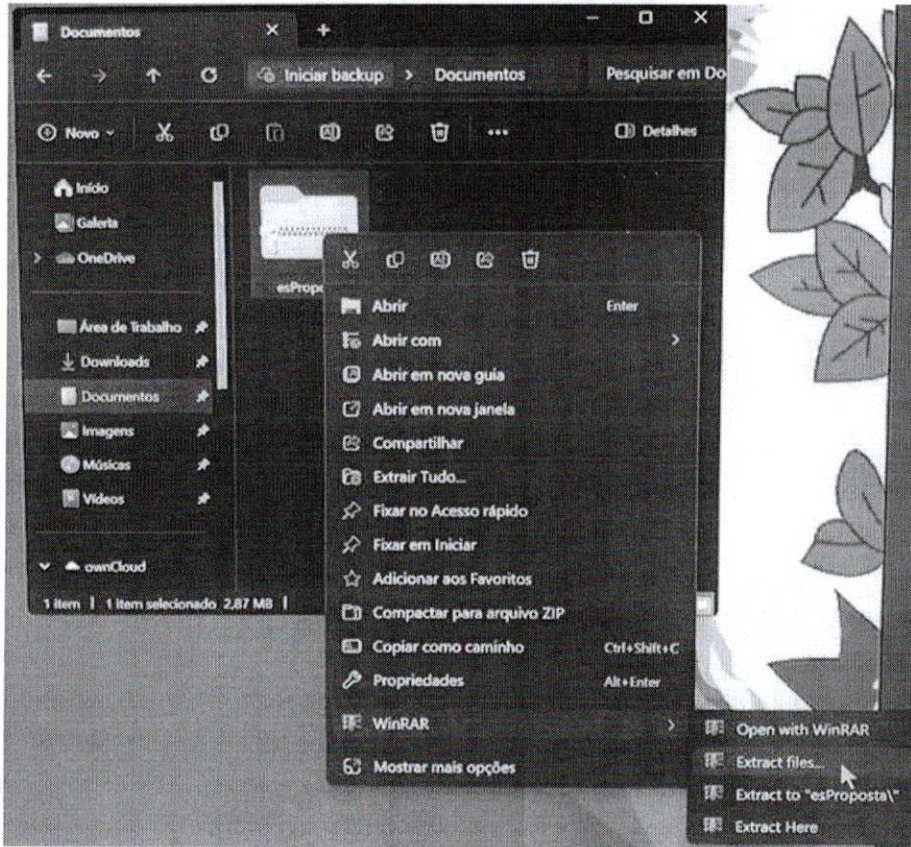 Documentos
Iniciar backup > Documentos Pesquisar em Do
Novo Detalhes
Início
Galeria
OneDrive
Área de Trabalho
Downloads
Documentos
Imagens
Músicas
Vídeos
ownCloud
1 item | 1 item selecionado 2,87 MB |
esPropo
Abrir Enter
Abrir com
Abrir em nova guia
Abrir em nova janela
Compartilhar
Extrair Tudo...
Fixar no Acesso rápido
Fixar em Iniciar
Adicionar aos Favoritos
Compactar para arquivo ZIP
Copiar como caminho Ctrl+Shift+C
Propriedades Alt+Enter
WinRAR
Mostrar mais opções
Open with WinRAR
Extract files...
Extract to "esProposta\"
Extract Here